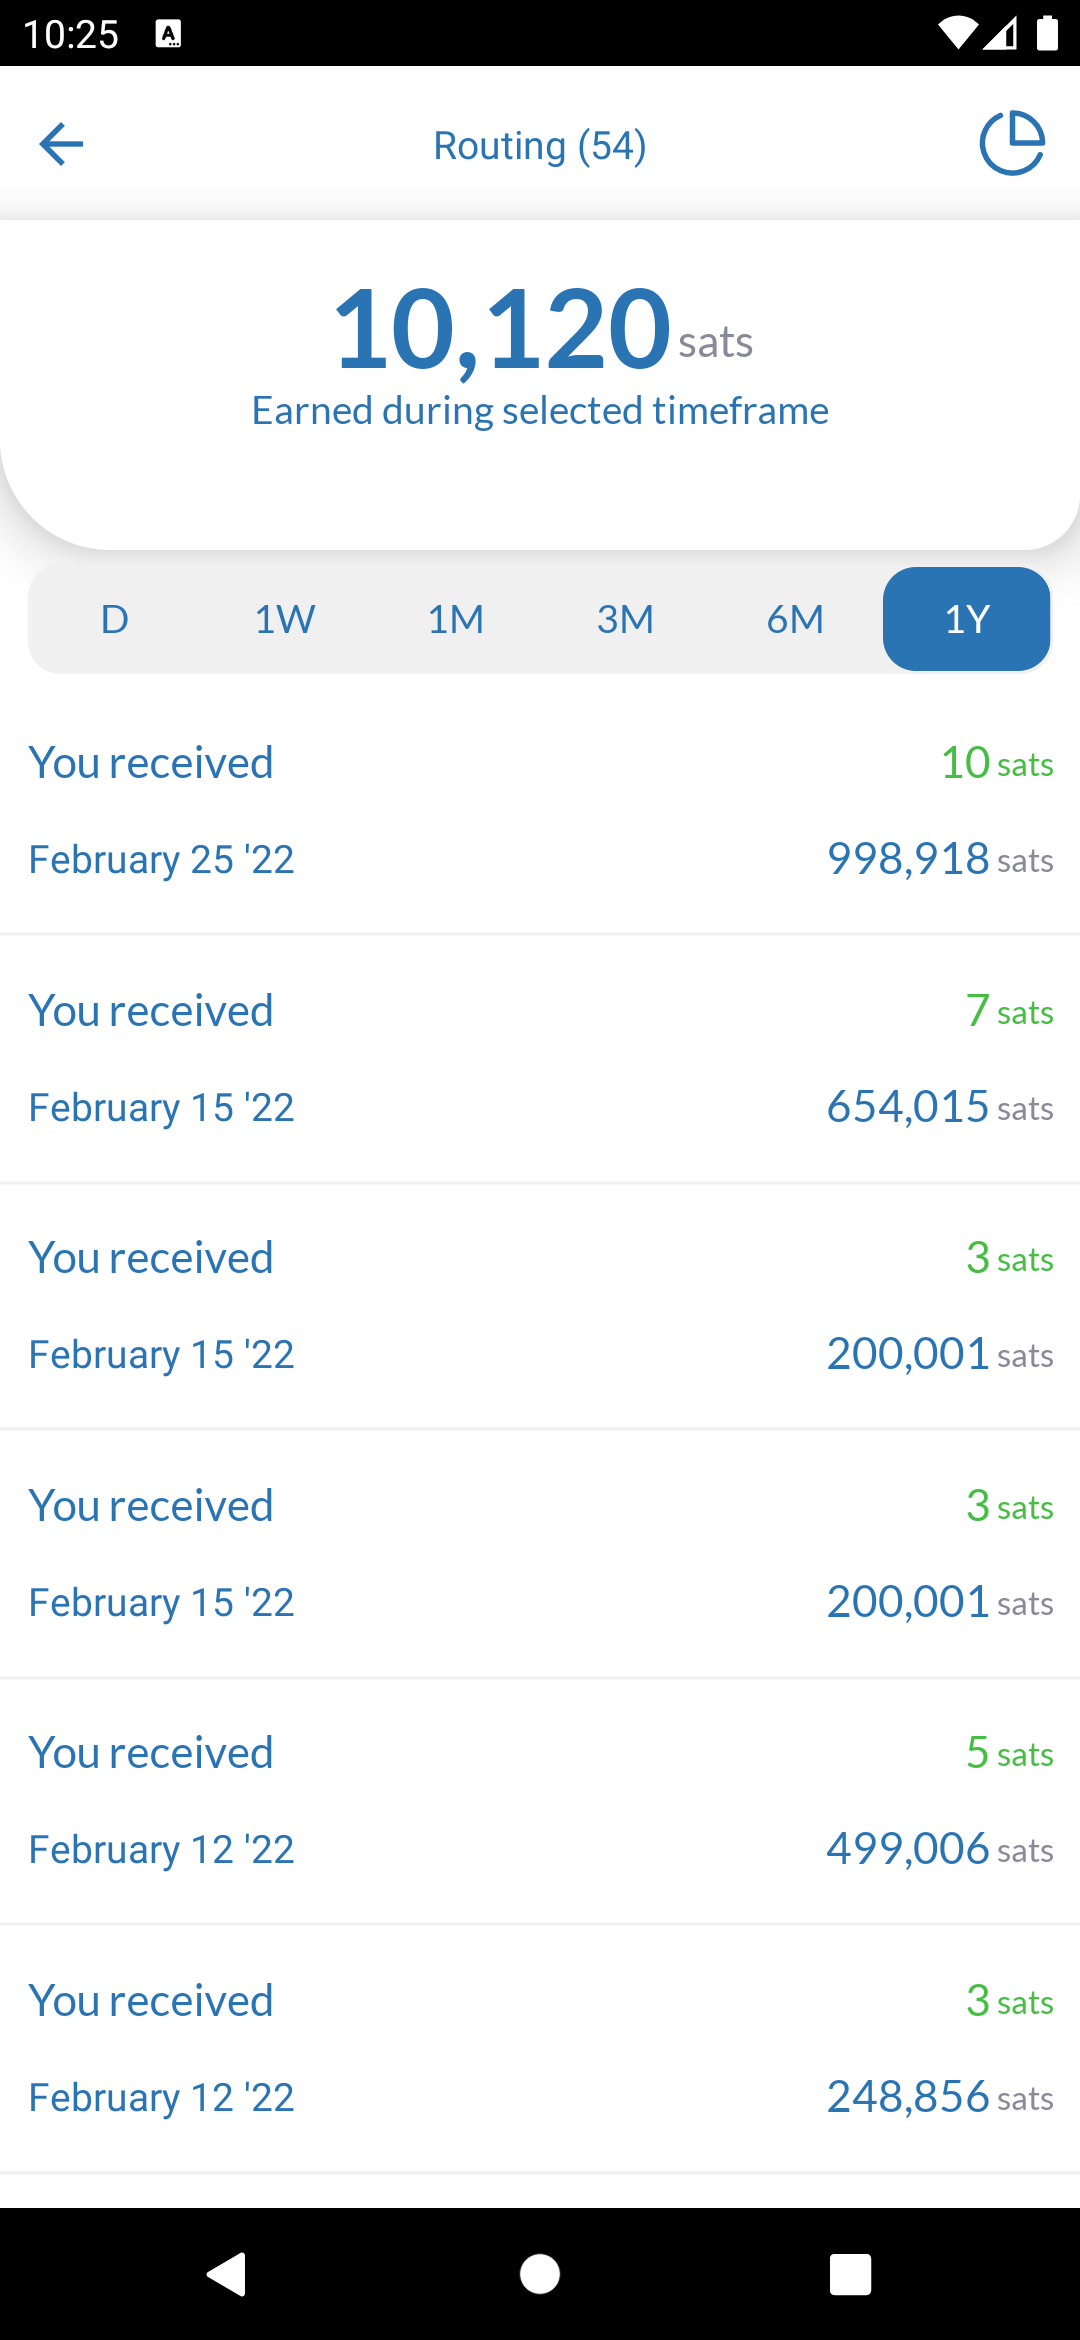 10:25
Routing (54)
10,120 sats
Earned during selected timeframe
D 1W 1M 3M 6M 1Y
You received 10 sats
February 25 '22 998,918 sats
You received 7 sats
February 15 '22 654,015 sats
You received 3 sats
February 15 '22 200,001 sats
You received 3 sats
February 15 '22 200,001 sats
You received 5 sats
February 12 '22 499,006 sats
You received 3 sats
February 12 '22 248,856 sats